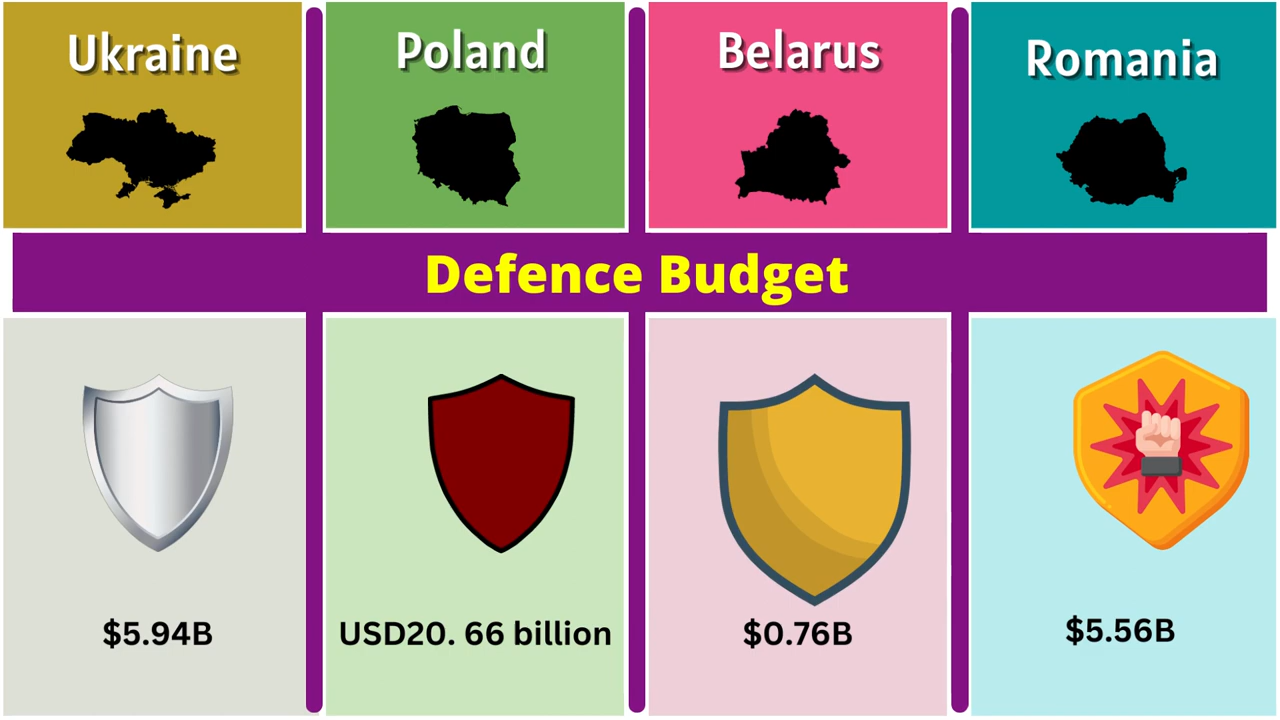 Ukraine
Poland
Belarus
Romania
Defence Budget
$5.94B
USD20. 66 billion
$0.76B
$5.56B